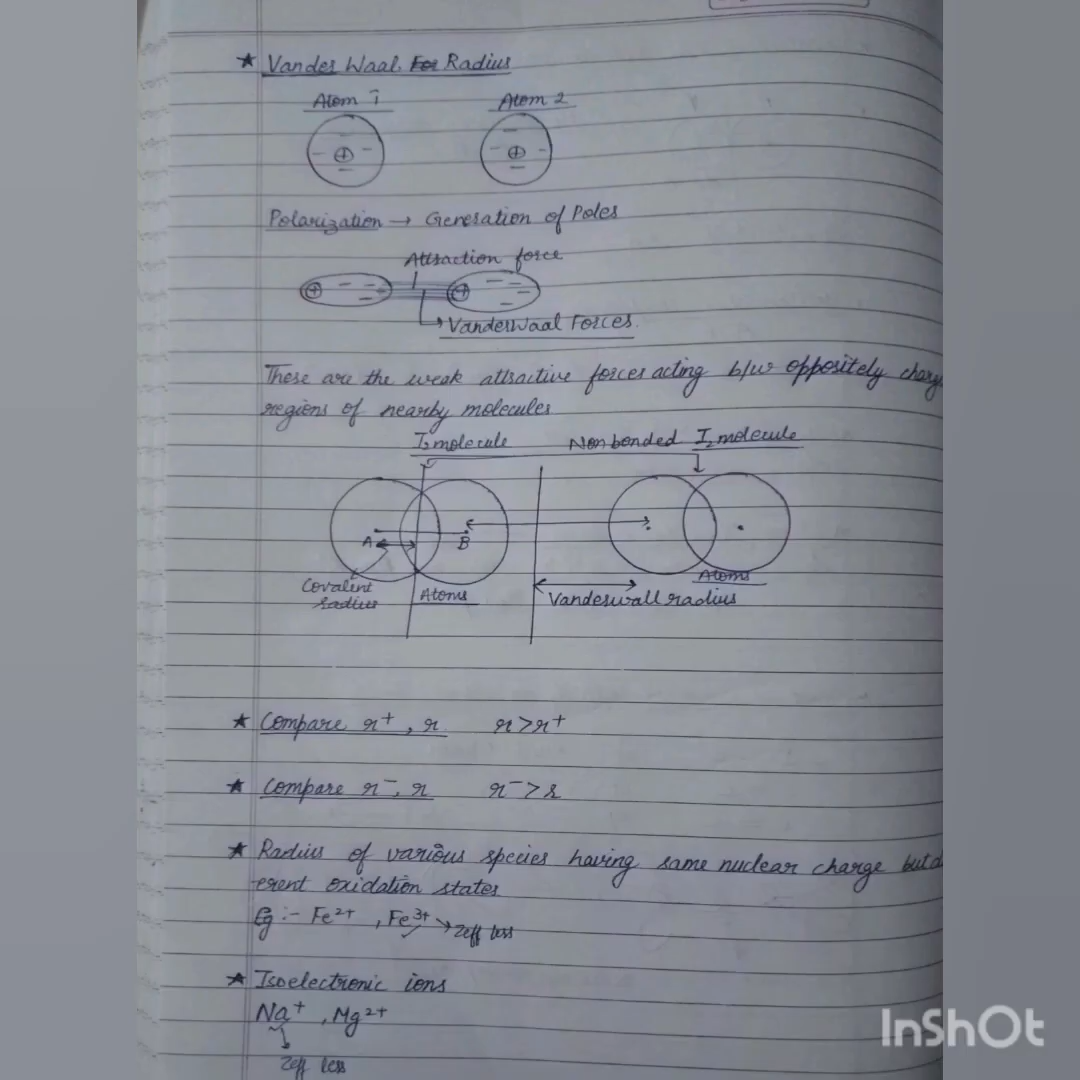 ★ Vander Waal For Radius
Atom 1 Atom 2
Polarization → Generation of Poles
Attraction force
Vanderwaal Forces.
These are the weak attractive forces acting b/w oppositely charg
regions of nearby molecules
I₂ molecule Nonbonded I₂ molecule
A B
Covalent radius
Atoms
Atoms
Vanderwall radius
★ Compare r⁺, r r>r⁺
★ Compare r⁻, r r⁻>r
★ Radius of various species having same nuclear charge but d
erent oxidation states
Eg :- Fe²⁺, Fe³⁺ → Zeff less
★ Isoelectronic ions
Na⁺, Mg²⁺
Zeff less
InShOt